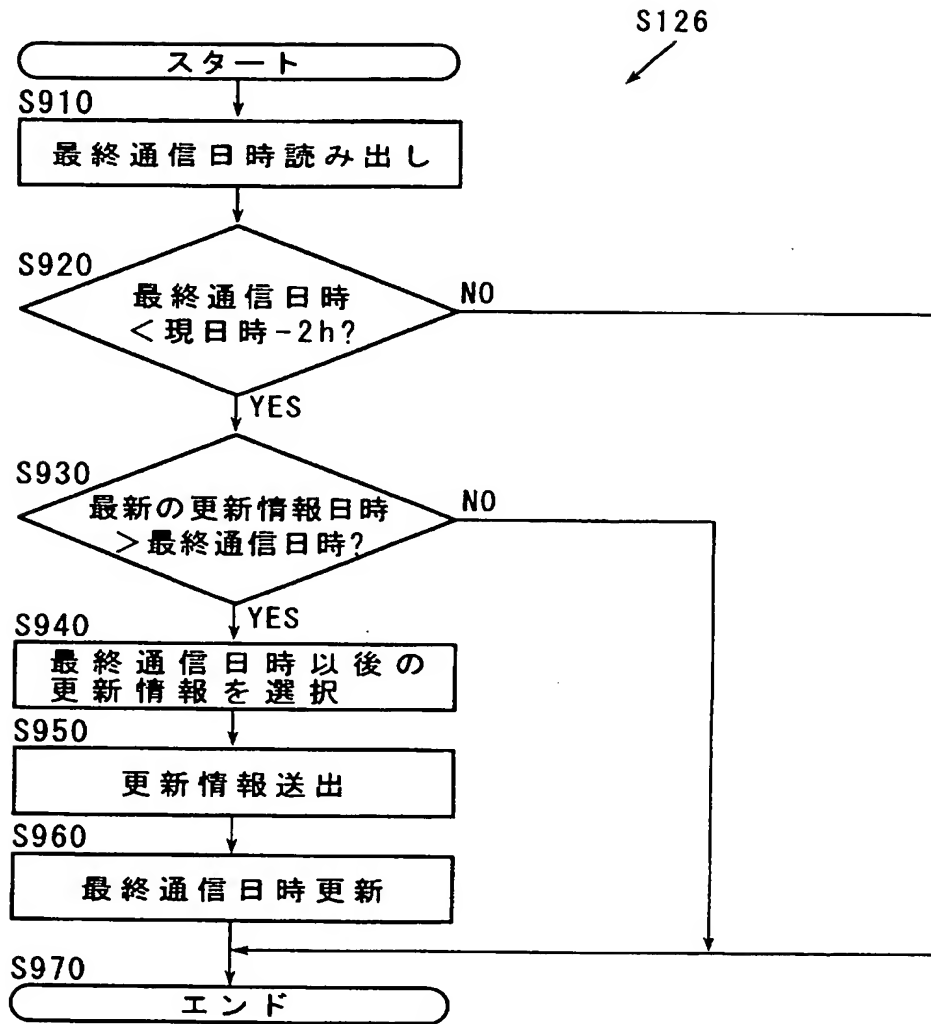 S126
スタート
S910
最終通信日時読み出し
S920
最終通信日時
<現日時-2h?
NO
YES
S930
最新の更新情報日時
>最終通信日時?
NO
YES
S940
最終通信日時以後の
更新情報を選択
S950
更新情報送出
S960
最終通信日時更新
S970
エンド